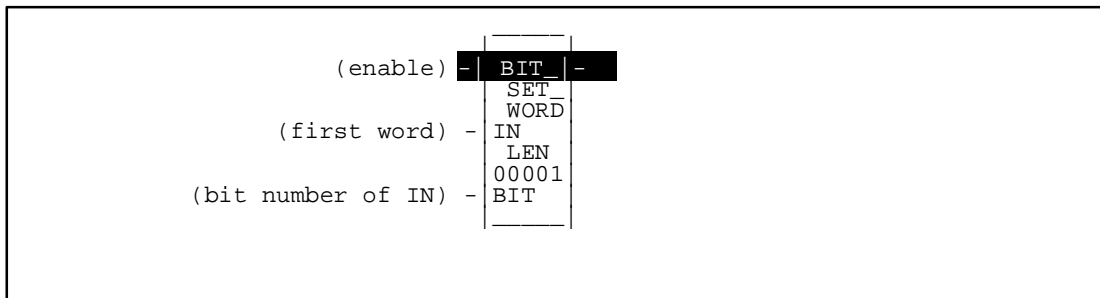 (enable) -| BIT_ |-
SET_
WORD
(first word) -|IN
LEN
00001
(bit number of IN) -|BIT